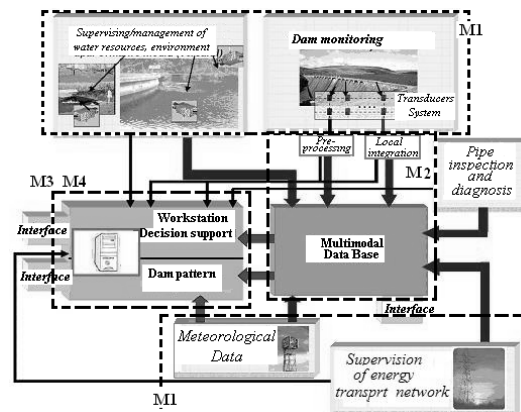 Supervising/management of
water resources, environment
M1
Dam monitoring
Transducers
System
Pre-
processing
Local
integration
M2
Pipe
inspection
and
diagnosis
M3 M4
Interface
Workstation
Decision support
Multimodal
Data Base
Interface
Dam pattern
Interface
Meteorological
Data
Supervision
of energy
transprt network
M1